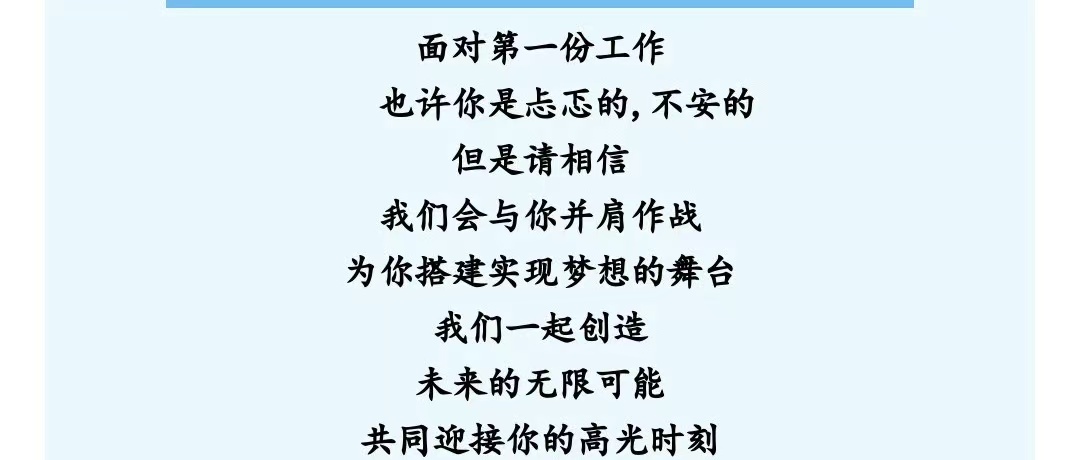 面对第一份工作
也许你是忐忑的,不安的
但是请相信
我们会与你并肩作战
为你搭建实现梦想的舞台
我们一起创造
未来的无限可能
共同迎接你的高光时刻